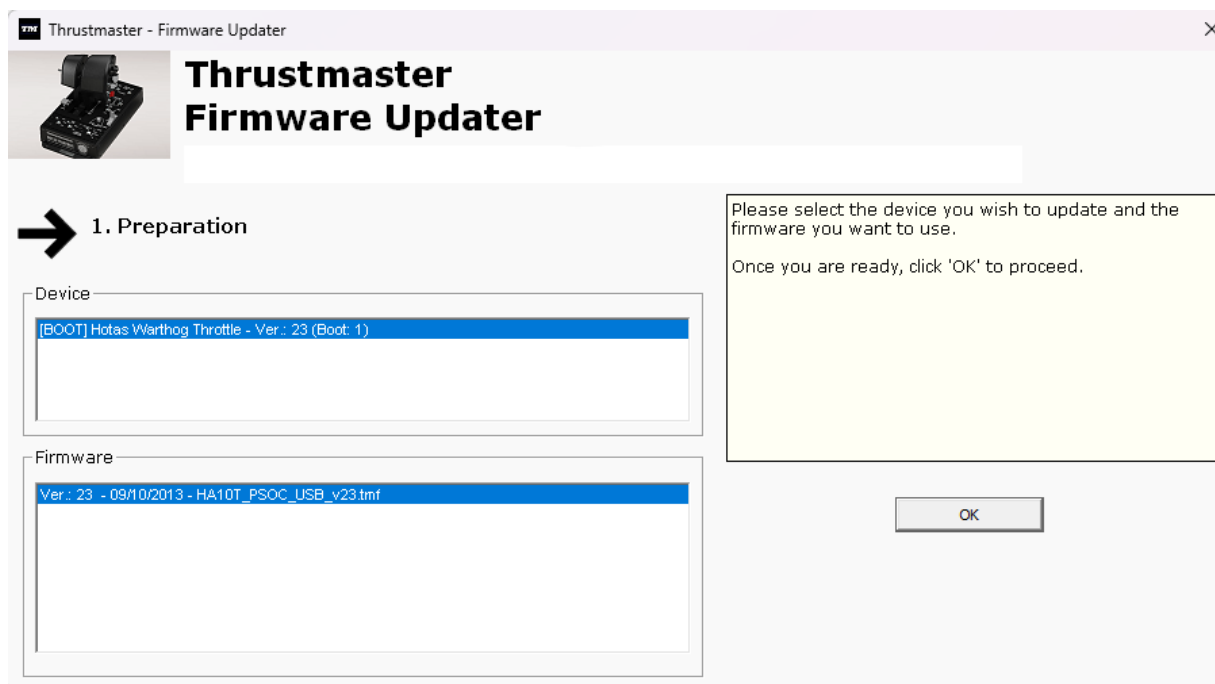 TM Thrustmaster - Firmware Updater
Thrustmaster
Firmware Updater
1. Preparation
Please select the device you wish to update and the
firmware you want to use.
Once you are ready, click 'OK' to proceed.
Device
[BOOT] Hotas Warthog Throttle - Ver.: 23 (Boot: 1)
Firmware
Ver.: 23 - 09/10/2013 - HA10T_PSOC_USB_v23.tmf
OK